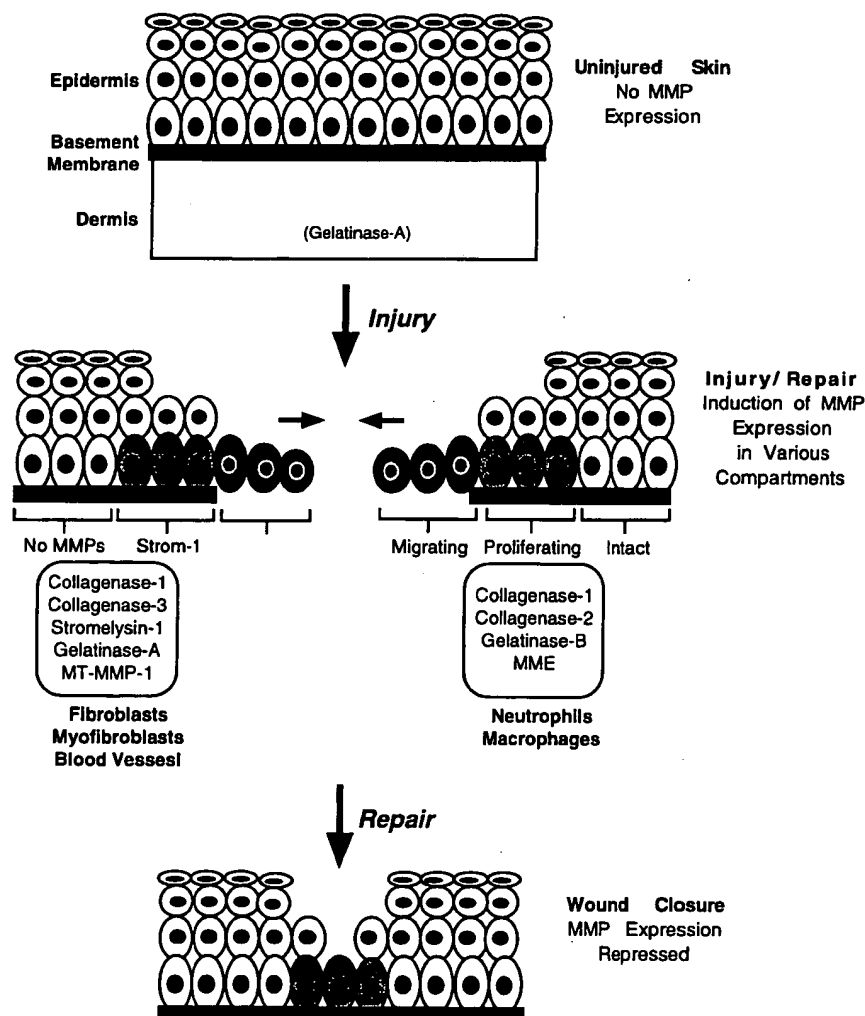 Epidermis
Basement
Membrane
Dermis
(Gelatinase-A)
Uninjured Skin
No MMP
Expression
Injury
Injury/ Repair
Induction of MMP
Expression
in Various
Compartments
No MMPs
Strom-1
Migrating
Proliferating
Intact
Collagenase-1
Collagenase-3
Stromelysin-1
Gelatinase-A
MT-MMP-1
Fibroblasts
Myofibroblasts
Blood Vessesl
Collagenase-1
Collagenase-2
Gelatinase-B
MME
Neutrophils
Macrophages
Repair
Wound Closure
MMP Expression
Repressed